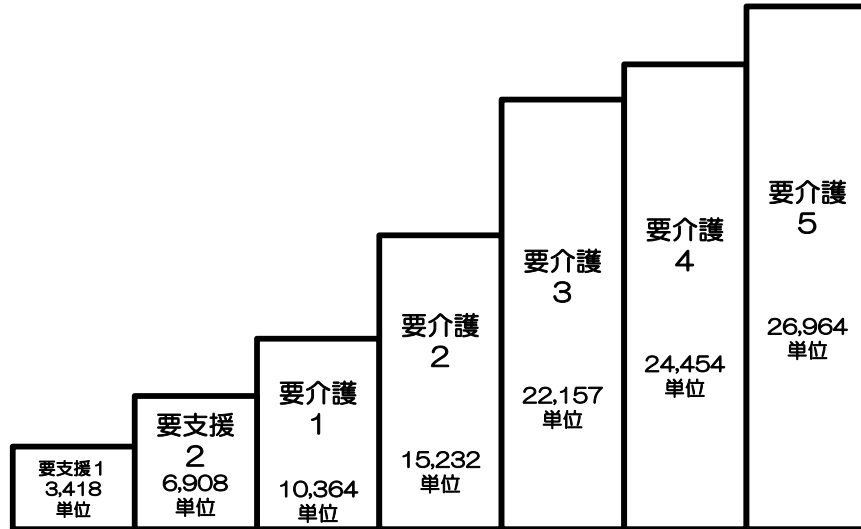 要支援1
3,418
単位
要支援
2
6,908
単位
要介護
1
10,364
単位
要介護
2
15,232
単位
要介護
3
22,157
単位
要介護
4
24,454
単位
要介護
5
26,964
単位